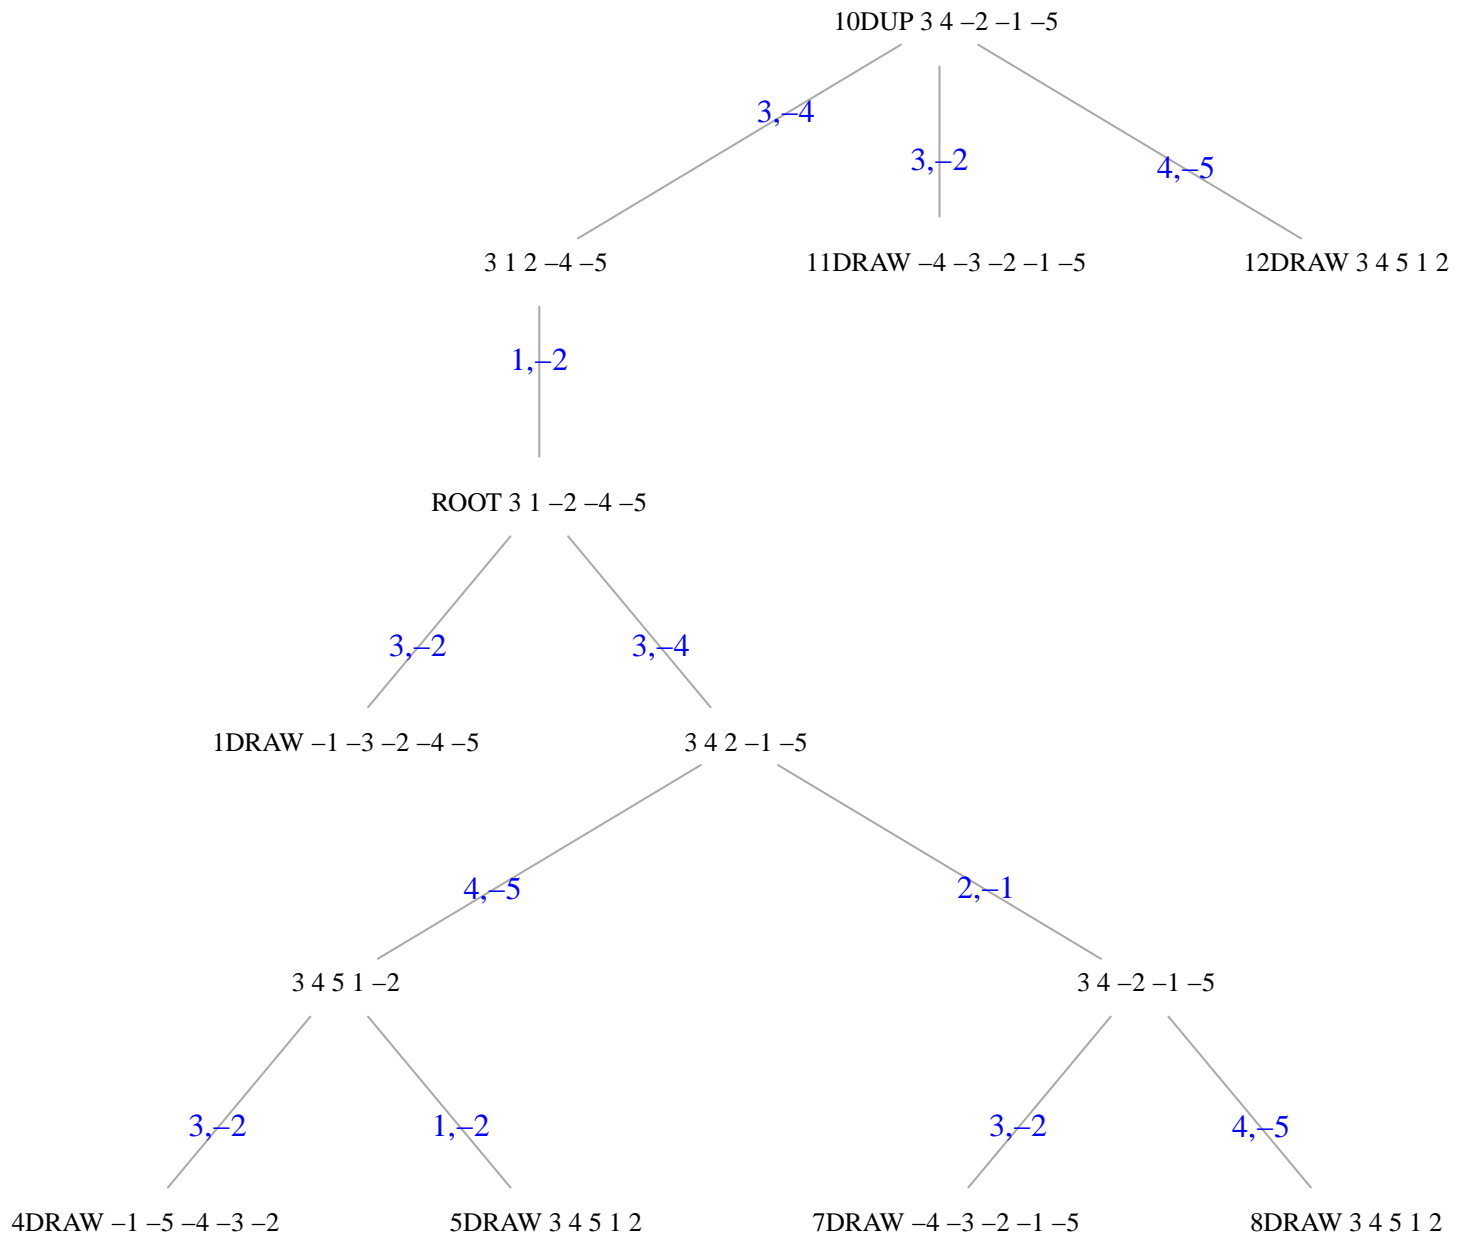 10DUP 3 4 –2 –1 –5
3,–4
3,–2
4,–5
3 1 2 –4 –5
11DRAW –4 –3 –2 –1 –5
12DRAW 3 4 5 1 2
1,–2
ROOT 3 1 –2 –4 –5
3,–2
3,–4
1DRAW –1 –3 –2 –4 –5
3 4 2 –1 –5
4,–5
2,–1
3 4 5 1 –2
3 4 –2 –1 –5
3,–2
1,–2
3,–2
4,–5
4DRAW –1 –5 –4 –3 –2
5DRAW 3 4 5 1 2
7DRAW –4 –3 –2 –1 –5
8DRAW 3 4 5 1 2